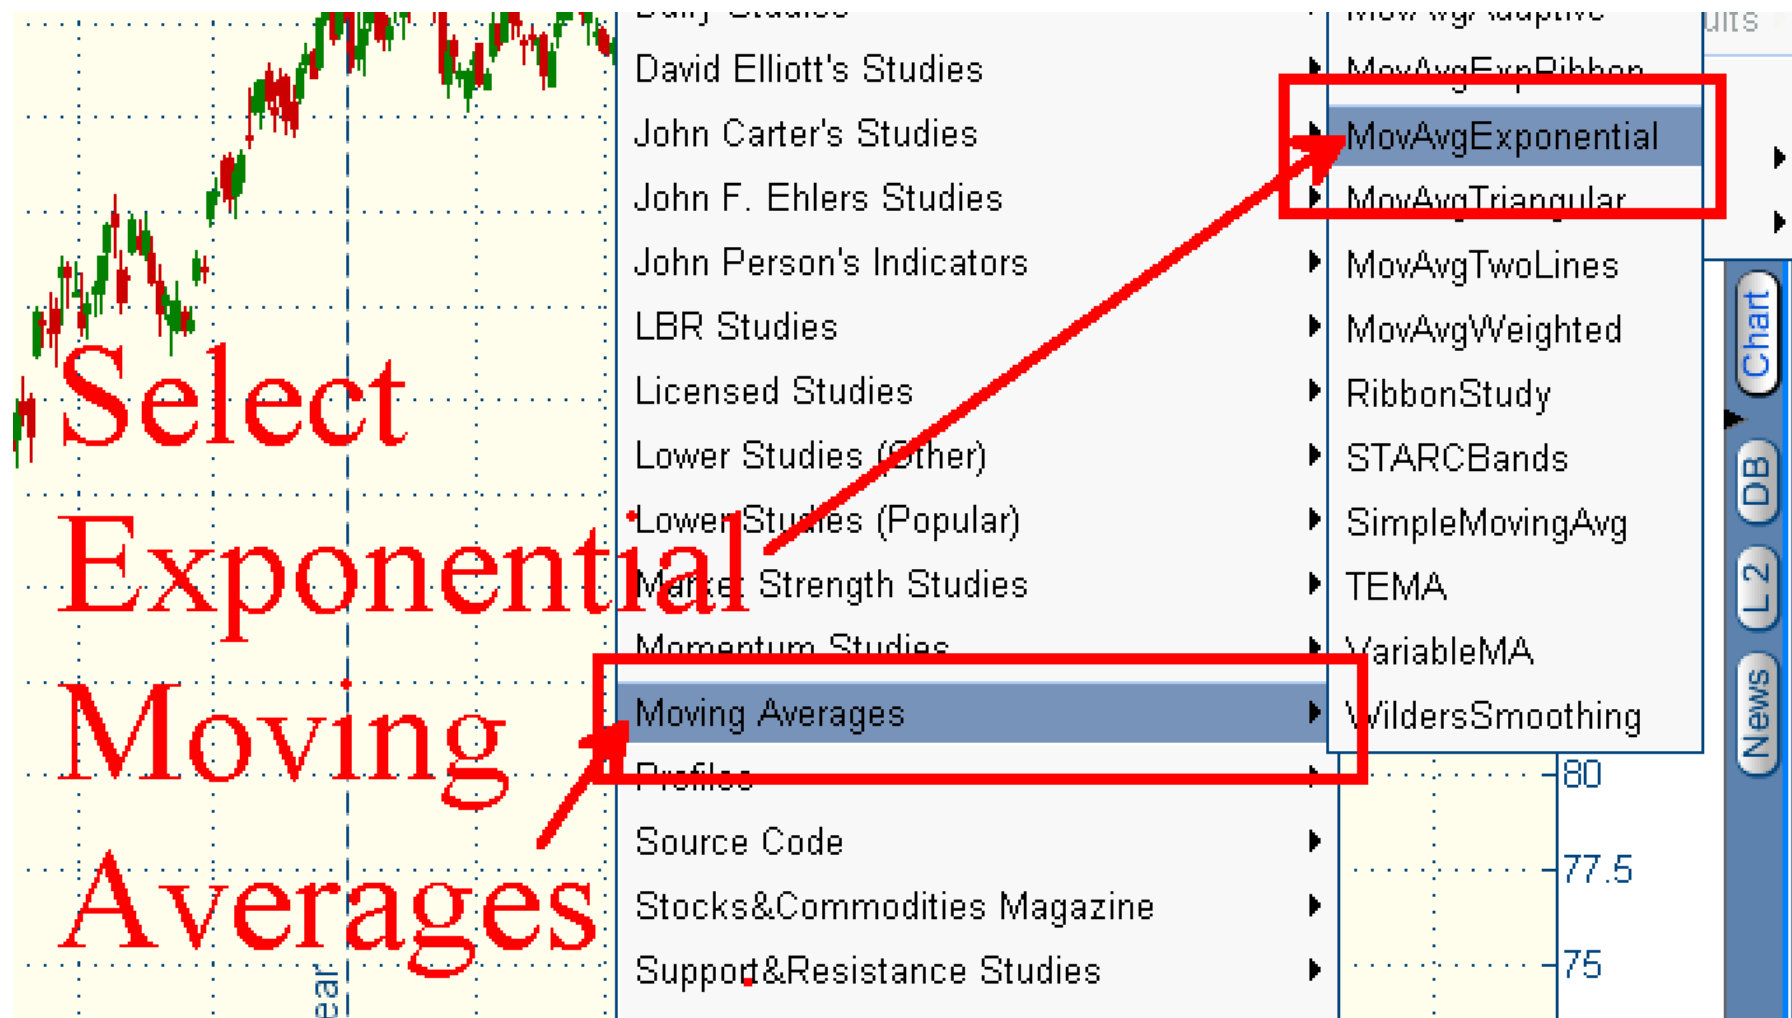 Daily Studies
David Elliott's Studies
John Carter's Studies
John F. Ehlers Studies
John Person's Indicators
LBR Studies
Licensed Studies
Lower Studies (Other)
Lower Studies (Popular)
Market Strength Studies
Momentum Studies
Moving Averages
Profiles
Source Code
Stocks&Commodities Magazine
Support&Resistance Studies
MovAvgAdaptive
MovAvgExpRibbon
MovAvgExponential
MovAvgTriangular
MovAvgTwoLines
MovAvgWeighted
RibbonStudy
STARCBands
SimpleMovingAvg
TEMA
VariableMA
WildersSmoothing
Select
Exponential
Moving
Averages
80
77.5
75
Chart
DB
L2
News